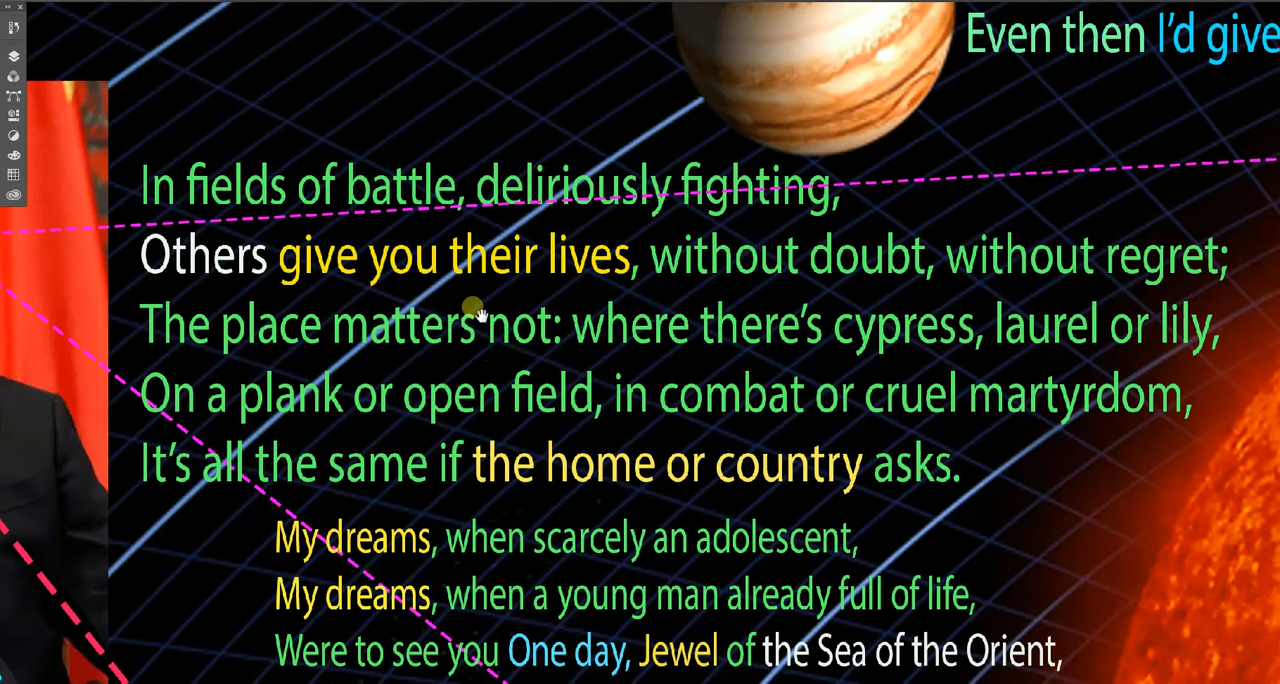 Even then I'd give
In fields of battle, deliriously fighting,
Others give you their lives, without doubt, without regret;
The place matters not: where there's cypress, laurel or lily,
On a plank or open field, in combat or cruel martyrdom,
It's all the same if the home or country asks.
My dreams, when scarcely an adolescent,
My dreams, when a young man already full of life,
Were to see you One day, Jewel of the Sea of the Orient,